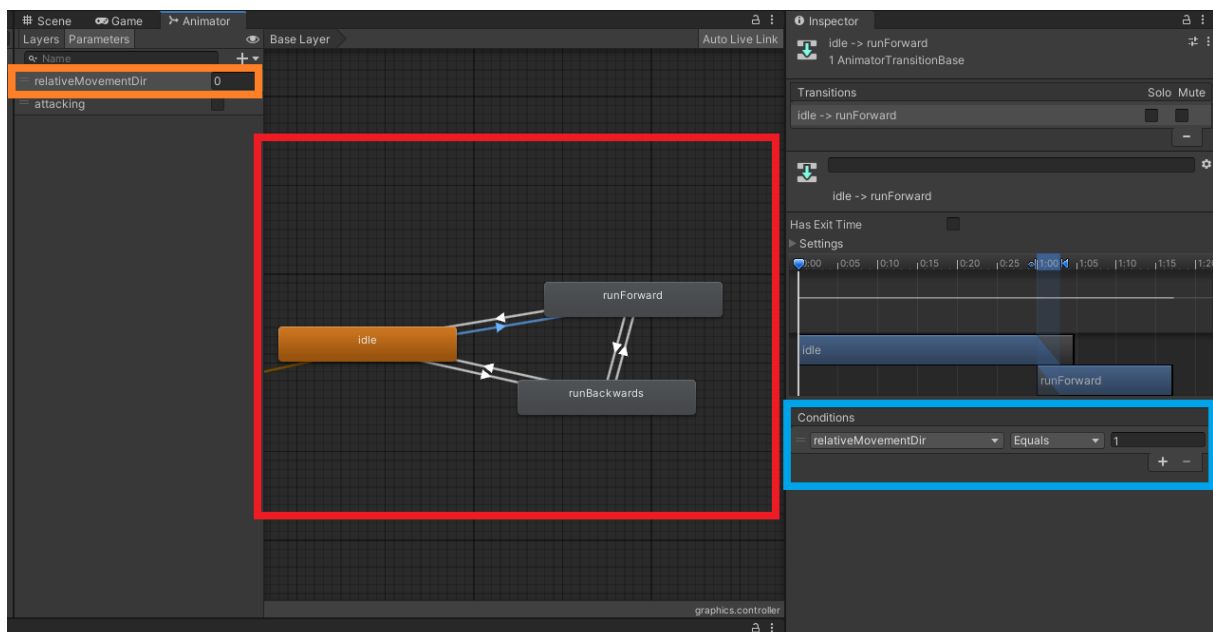 Scene Game Animator
Layers Parameters
Name
relativeMovementDir 0
attacking
Base Layer Auto Live Link
runForward
idle
runBackwards
graphics.controller
Inspector
idle -> runForward
1 AnimatorTransitionBase
Transitions Solo Mute
idle -> runForward
idle -> runForward
Has Exit Time
Settings
0:00 0:05 0:10 0:15 0:20 0:25 1:00 1:05 1:10 1:15 1:20
idle
runForward
Conditions
relativeMovementDir Equals 1